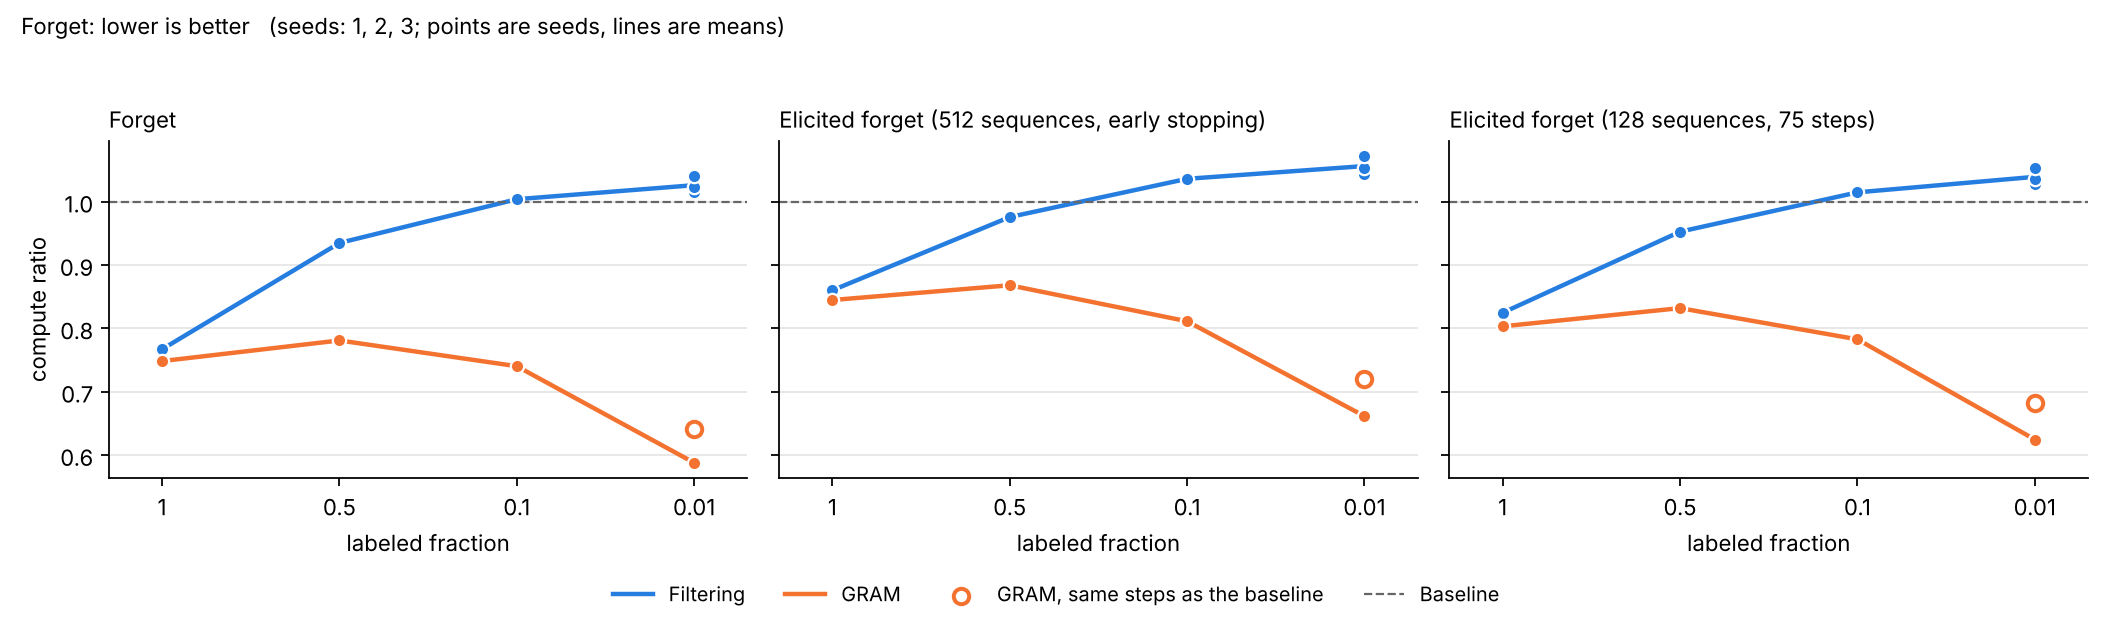 Forget: lower is better (seeds: 1, 2, 3; points are seeds, lines are means)
Forget
Elicited forget (512 sequences, early stopping)
Elicited forget (128 sequences, 75 steps)
compute ratio
1.0
0.9
0.8
0.7
0.6
1 0.5 0.1 0.01
1 0.5 0.1 0.01
1 0.5 0.1 0.01
labeled fraction
labeled fraction
labeled fraction
Filtering GRAM GRAM, same steps as the baseline Baseline